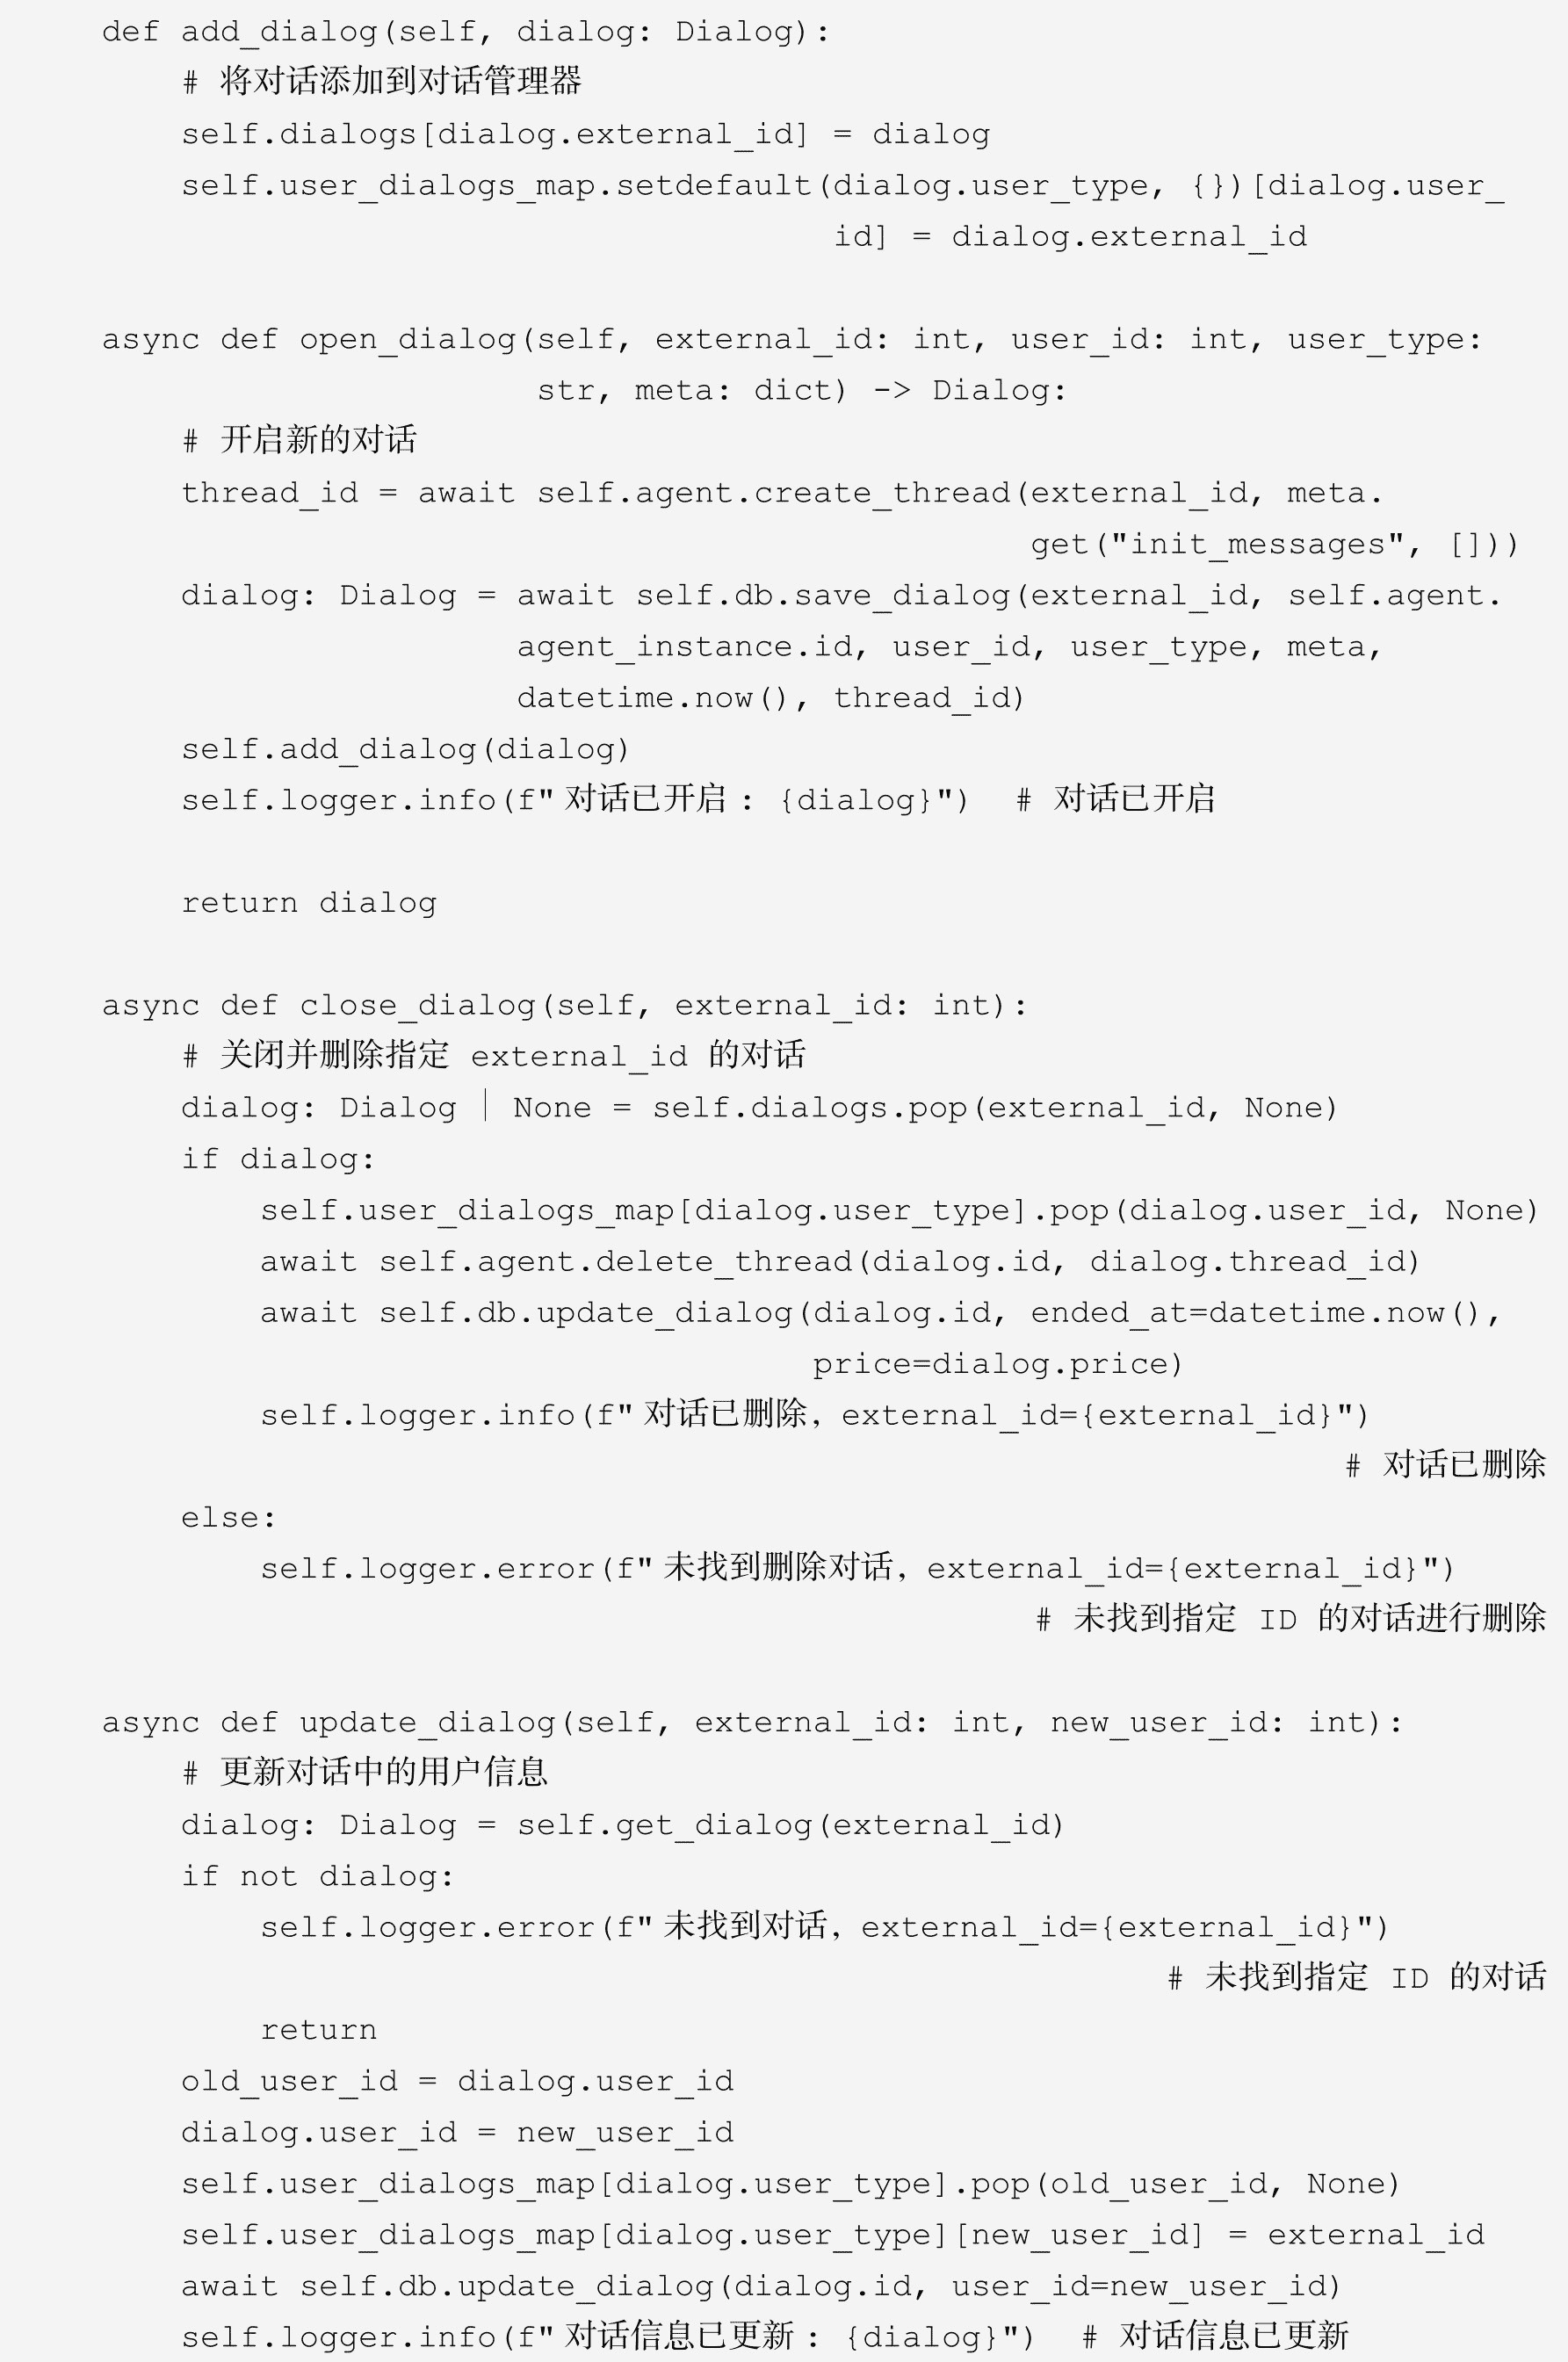 def add_dialog(self, dialog: Dialog):
# 将对话添加到对话管理器
self.dialogs[dialog.external_id] = dialog
self.user_dialogs_map.setdefault(dialog.user_type, {})[dialog.user_
id] = dialog.external_id
async def open_dialog(self, external_id: int, user_id: int, user_type:
str, meta: dict) -> Dialog:
# 开启新的对话
thread_id = await self.agent.create_thread(external_id, meta.
get("init_messages", []))
dialog: Dialog = await self.db.save_dialog(external_id, self.agent.
agent_instance.id, user_id, user_type, meta,
datetime.now(), thread_id)
self.add_dialog(dialog)
self.logger.info(f"对话已开启: {dialog}")  # 对话已开启
return dialog
async def close_dialog(self, external_id: int):
# 关闭并删除指定 external_id 的对话
dialog: Dialog | None = self.dialogs.pop(external_id, None)
if dialog:
self.user_dialogs_map[dialog.user_type].pop(dialog.user_id, None)
await self.agent.delete_thread(dialog.id, dialog.thread_id)
await self.db.update_dialog(dialog.id, ended_at=datetime.now(),
price=dialog.price)
self.logger.info(f"对话已删除, external_id={external_id}")
# 对话已删除
else:
self.logger.error(f"未找到删除对话, external_id={external_id}")
# 未找到指定 ID 的对话进行删除
async def update_dialog(self, external_id: int, new_user_id: int):
# 更新对话中的用户信息
dialog: Dialog = self.get_dialog(external_id)
if not dialog:
self.logger.error(f"未找到对话, external_id={external_id}")
# 未找到指定 ID 的对话
return
old_user_id = dialog.user_id
dialog.user_id = new_user_id
self.user_dialogs_map[dialog.user_type].pop(old_user_id, None)
self.user_dialogs_map[dialog.user_type][new_user_id] = external_id
await self.db.update_dialog(dialog.id, user_id=new_user_id)
self.logger.info(f"对话信息已更新: {dialog}")  # 对话信息已更新